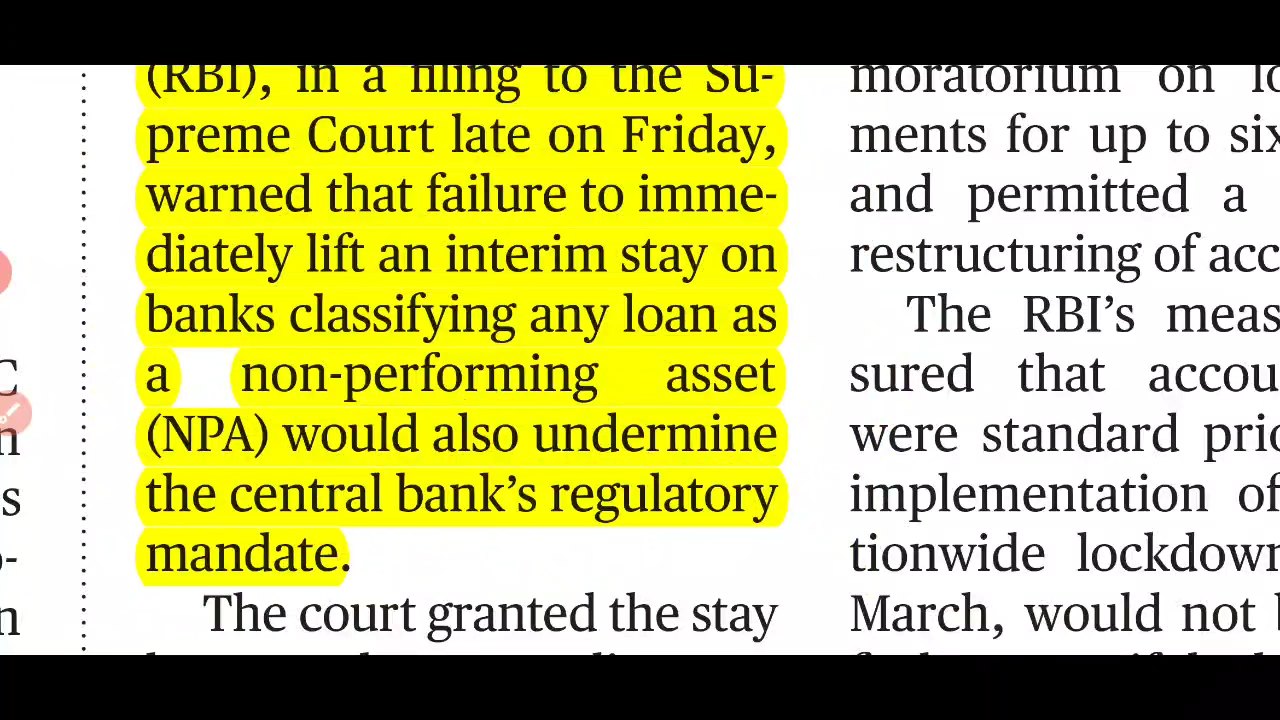 (RBI), in a filing to the Su-
preme Court late on Friday,
warned that failure to imme-
diately lift an interim stay on
banks classifying any loan as
a non-performing asset
(NPA) would also undermine
the central bank's regulatory
mandate.
The court granted the stay
moratorium on
ments for up to six
and permitted a
restructuring of
The RBI's
sured that
were standard
implementation of
tionwide lockdown
March, would not